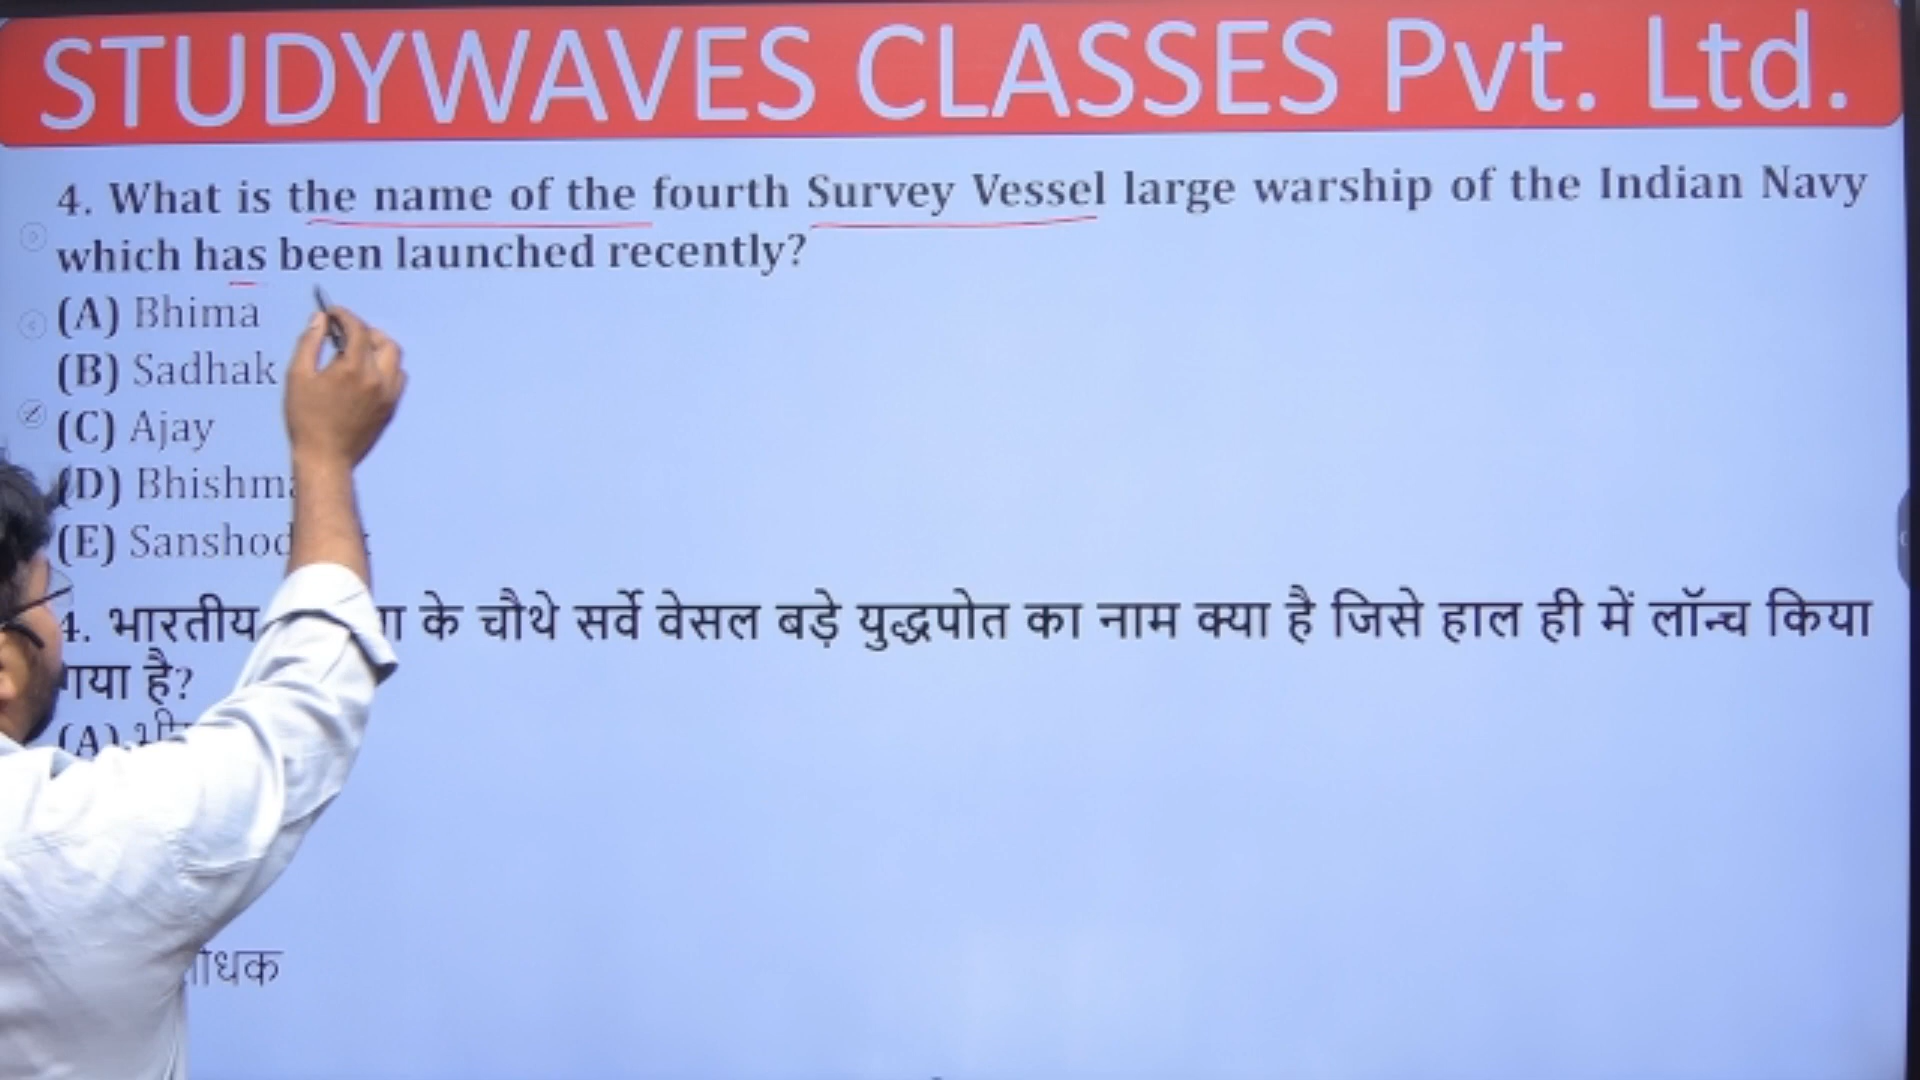 STUDYWAVES CLASSES Pvt. Ltd.
4. What is the name of the fourth Survey Vessel large warship of the Indian Navy
which has been launched recently?
(A) Bhima
(B) Sadhak
(C) Ajay
(D) Bhishm
(E) Sanshod
4. भारतीय के चौथे सर्वे वेसल बड़े युद्धपोत का नाम क्या है जिसे हाल ही में लॉन्च किया
गया है?
(A)